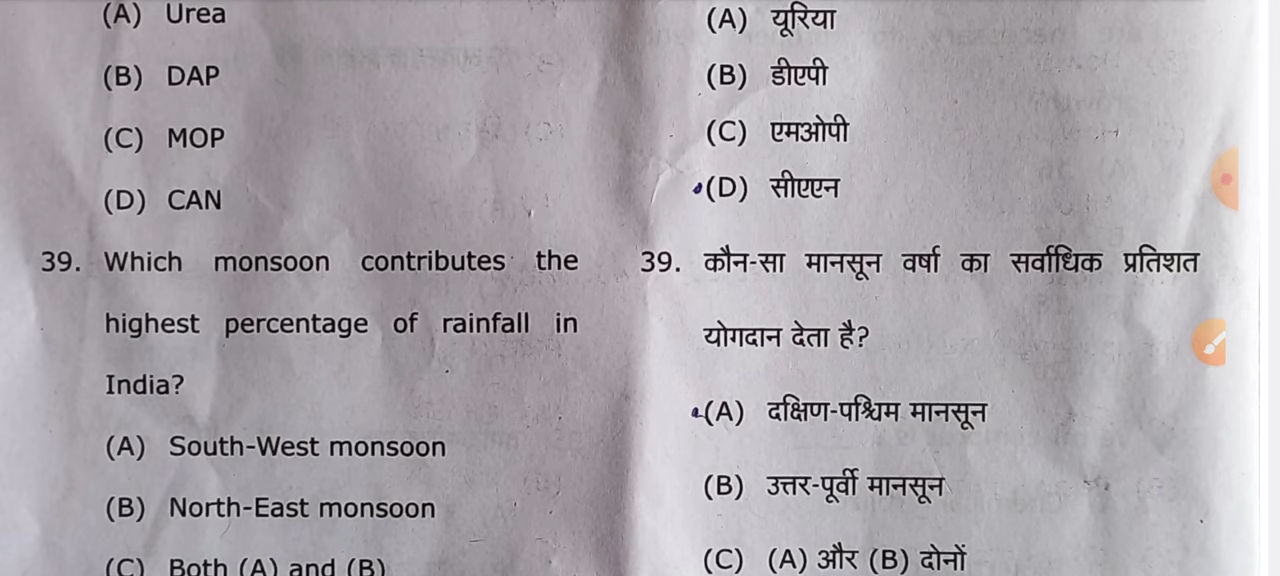 (A) Urea
(B) DAP
(C) MOP
(D) CAN
39. Which monsoon contributes the
highest percentage of rainfall in
India?
(A) South-West monsoon
(B) North-East monsoon
(C) Both (A) and (B)
(A) यूरिया
(B) डीएपी
(C) एमओपी
(D) सीएएन
39. कौन-सा मानसून वर्षा का सर्वाधिक प्रतिशत
योगदान देता है?
(A) दक्षिण-पश्चिम मानसून
(B) उत्तर-पूर्वी मानसून
(C) (A) और (B) दोनों